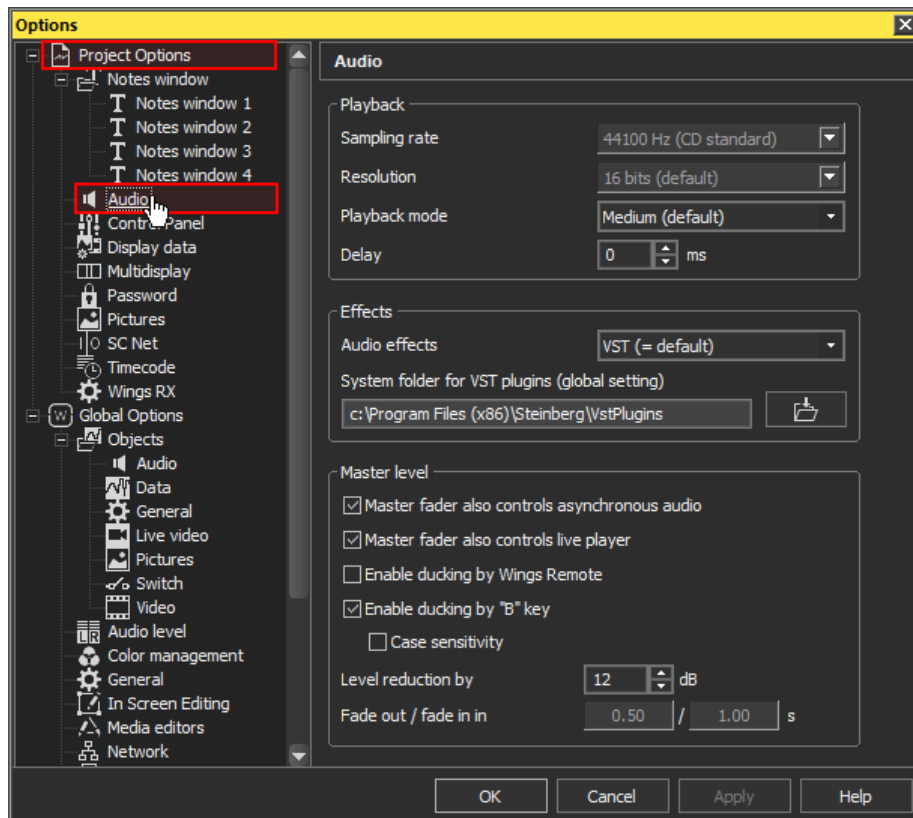 Options
Project Options
Notes window
Notes window 1
Notes window 2
Notes window 3
Notes window 4
Audio
Control Panel
Display data
Multidisplay
Password
Pictures
SC Net
Timecode
Wings RX
Global Options
Objects
Audio
Data
General
Live video
Pictures
Switch
Video
Audio level
Color management
General
In Screen Editing
Media editors
Network
Audio
Playback
Sampling rate 44100 Hz (CD standard)
Resolution 16 bits (default)
Playback mode Medium (default)
Delay 0 ms
Effects
Audio effects VST (= default)
System folder for VST plugins (global setting)
c:\Program Files (x86)\Steinberg\VstPlugins
Master level
Master fader also controls asynchronous audio
Master fader also controls live player
Enable ducking by Wings Remote
Enable ducking by "B" key
Case sensitivity
Level reduction by 12 dB
Fade out / fade in in 0.50 / 1.00 s
OK Cancel Apply Help